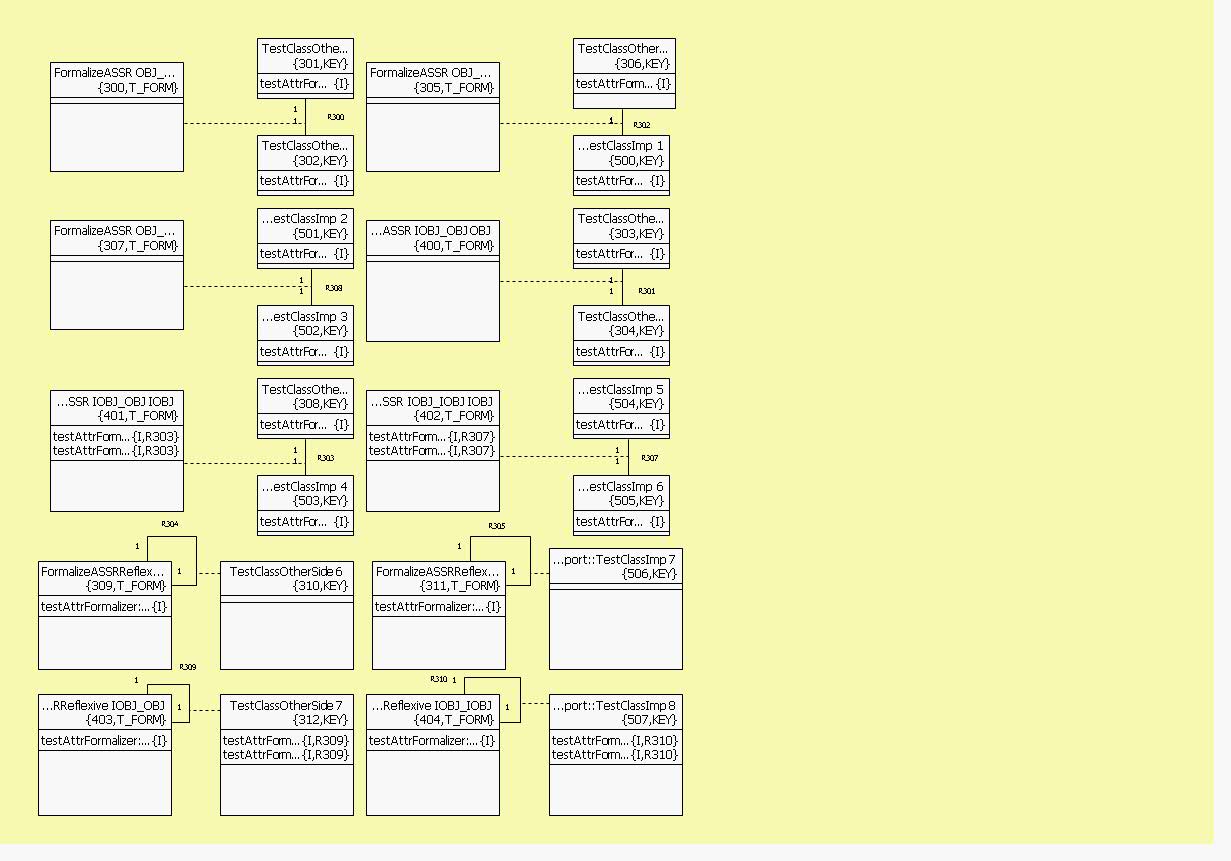 FormalizeASSR OBJ_...
{300,T_FORM}
TestClassOthe...
{301,KEY}
testAttrFor... {I}
1
1
R300
TestClassOthe...
{302,KEY}
testAttrFor... {I}
FormalizeASSR OBJ_...
{305,T_FORM}
TestClassOther...
{306,KEY}
testAttrForm... {I}
1
R302
...estClassImp 1
{500,KEY}
testAttrFor... {I}
FormalizeASSR OBJ_...
{307,T_FORM}
...estClassImp 2
{501,KEY}
testAttrFor... {I}
1
1
R308
...estClassImp 3
{502,KEY}
testAttrFor... {I}
...ASSR IOBJ_OBJ OBJ
{400,T_FORM}
TestClassOthe...
{303,KEY}
testAttrFor... {I}
1
1
R301
TestClassOthe...
{304,KEY}
testAttrFor... {I}
...SSR IOBJ_OBJ IOBJ
{401,T_FORM}
testAttrForm...{I,R303}
testAttrForm...{I,R303}
TestClassOthe...
{308,KEY}
testAttrFor... {I}
1
1
R303
...estClassImp 4
{503,KEY}
testAttrFor... {I}
...SSR IOBJ_IOBJ IOBJ
{402,T_FORM}
testAttrForm...{I,R307}
testAttrForm...{I,R307}
...estClassImp 5
{504,KEY}
testAttrFor... {I}
1
1
R307
...estClassImp 6
{505,KEY}
testAttrFor... {I}
R304
1
1
FormalizeASSRReflex...
{309,T_FORM}
testAttrFormalizer:...{I}
TestClassOtherSide6
{310,KEY}
R305
1
1
FormalizeASSRReflex...
{311,T_FORM}
testAttrFormalizer:...{I}
...port::TestClassImp 7
{506,KEY}
R309
1
1
...RReflexive IOBJ_OBJ
{403,T_FORM}
testAttrFormalizer:...{I}
TestClassOtherSide7
{312,KEY}
testAttrForm...{I,R309}
testAttrForm...{I,R309}
R310
1
1
...Reflexive IOBJ_IOBJ
{404,T_FORM}
testAttrFormalizer:...{I}
...port::TestClassImp 8
{507,KEY}
testAttrForm...{I,R310}
testAttrForm...{I,R310}